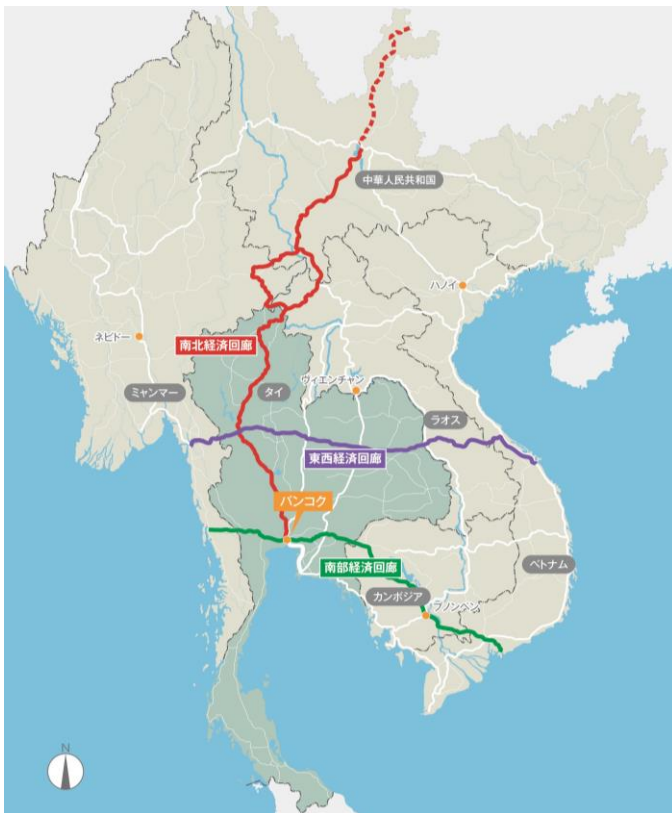 N
中華人民共和国
ハノイ
ネピドー
南北経済回廊
ヴィエンチャン
ミャンマー
タイ
ラオス
東西経済回廊
バンコク
南部経済回廊
ベトナム
カンボジア
プノンペン